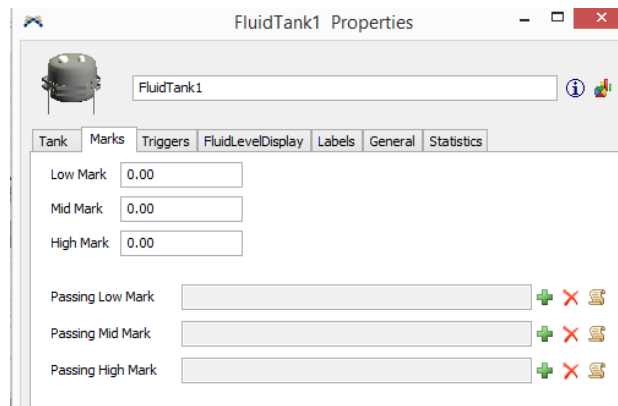 FluidTank1 Properties
FluidTank1
Tank Marks Triggers FluidLevelDisplay Labels General Statistics
Low Mark 0.00
Mid Mark 0.00
High Mark 0.00
Passing Low Mark
Passing Mid Mark
Passing High Mark